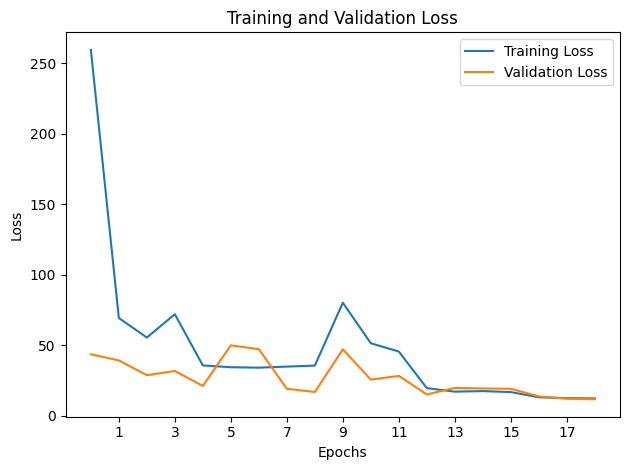 Training and Validation Loss
Training Loss
Validation Loss
Loss
250
200
150
100
50
0
1 3 5 7 9 11 13 15 17
Epochs